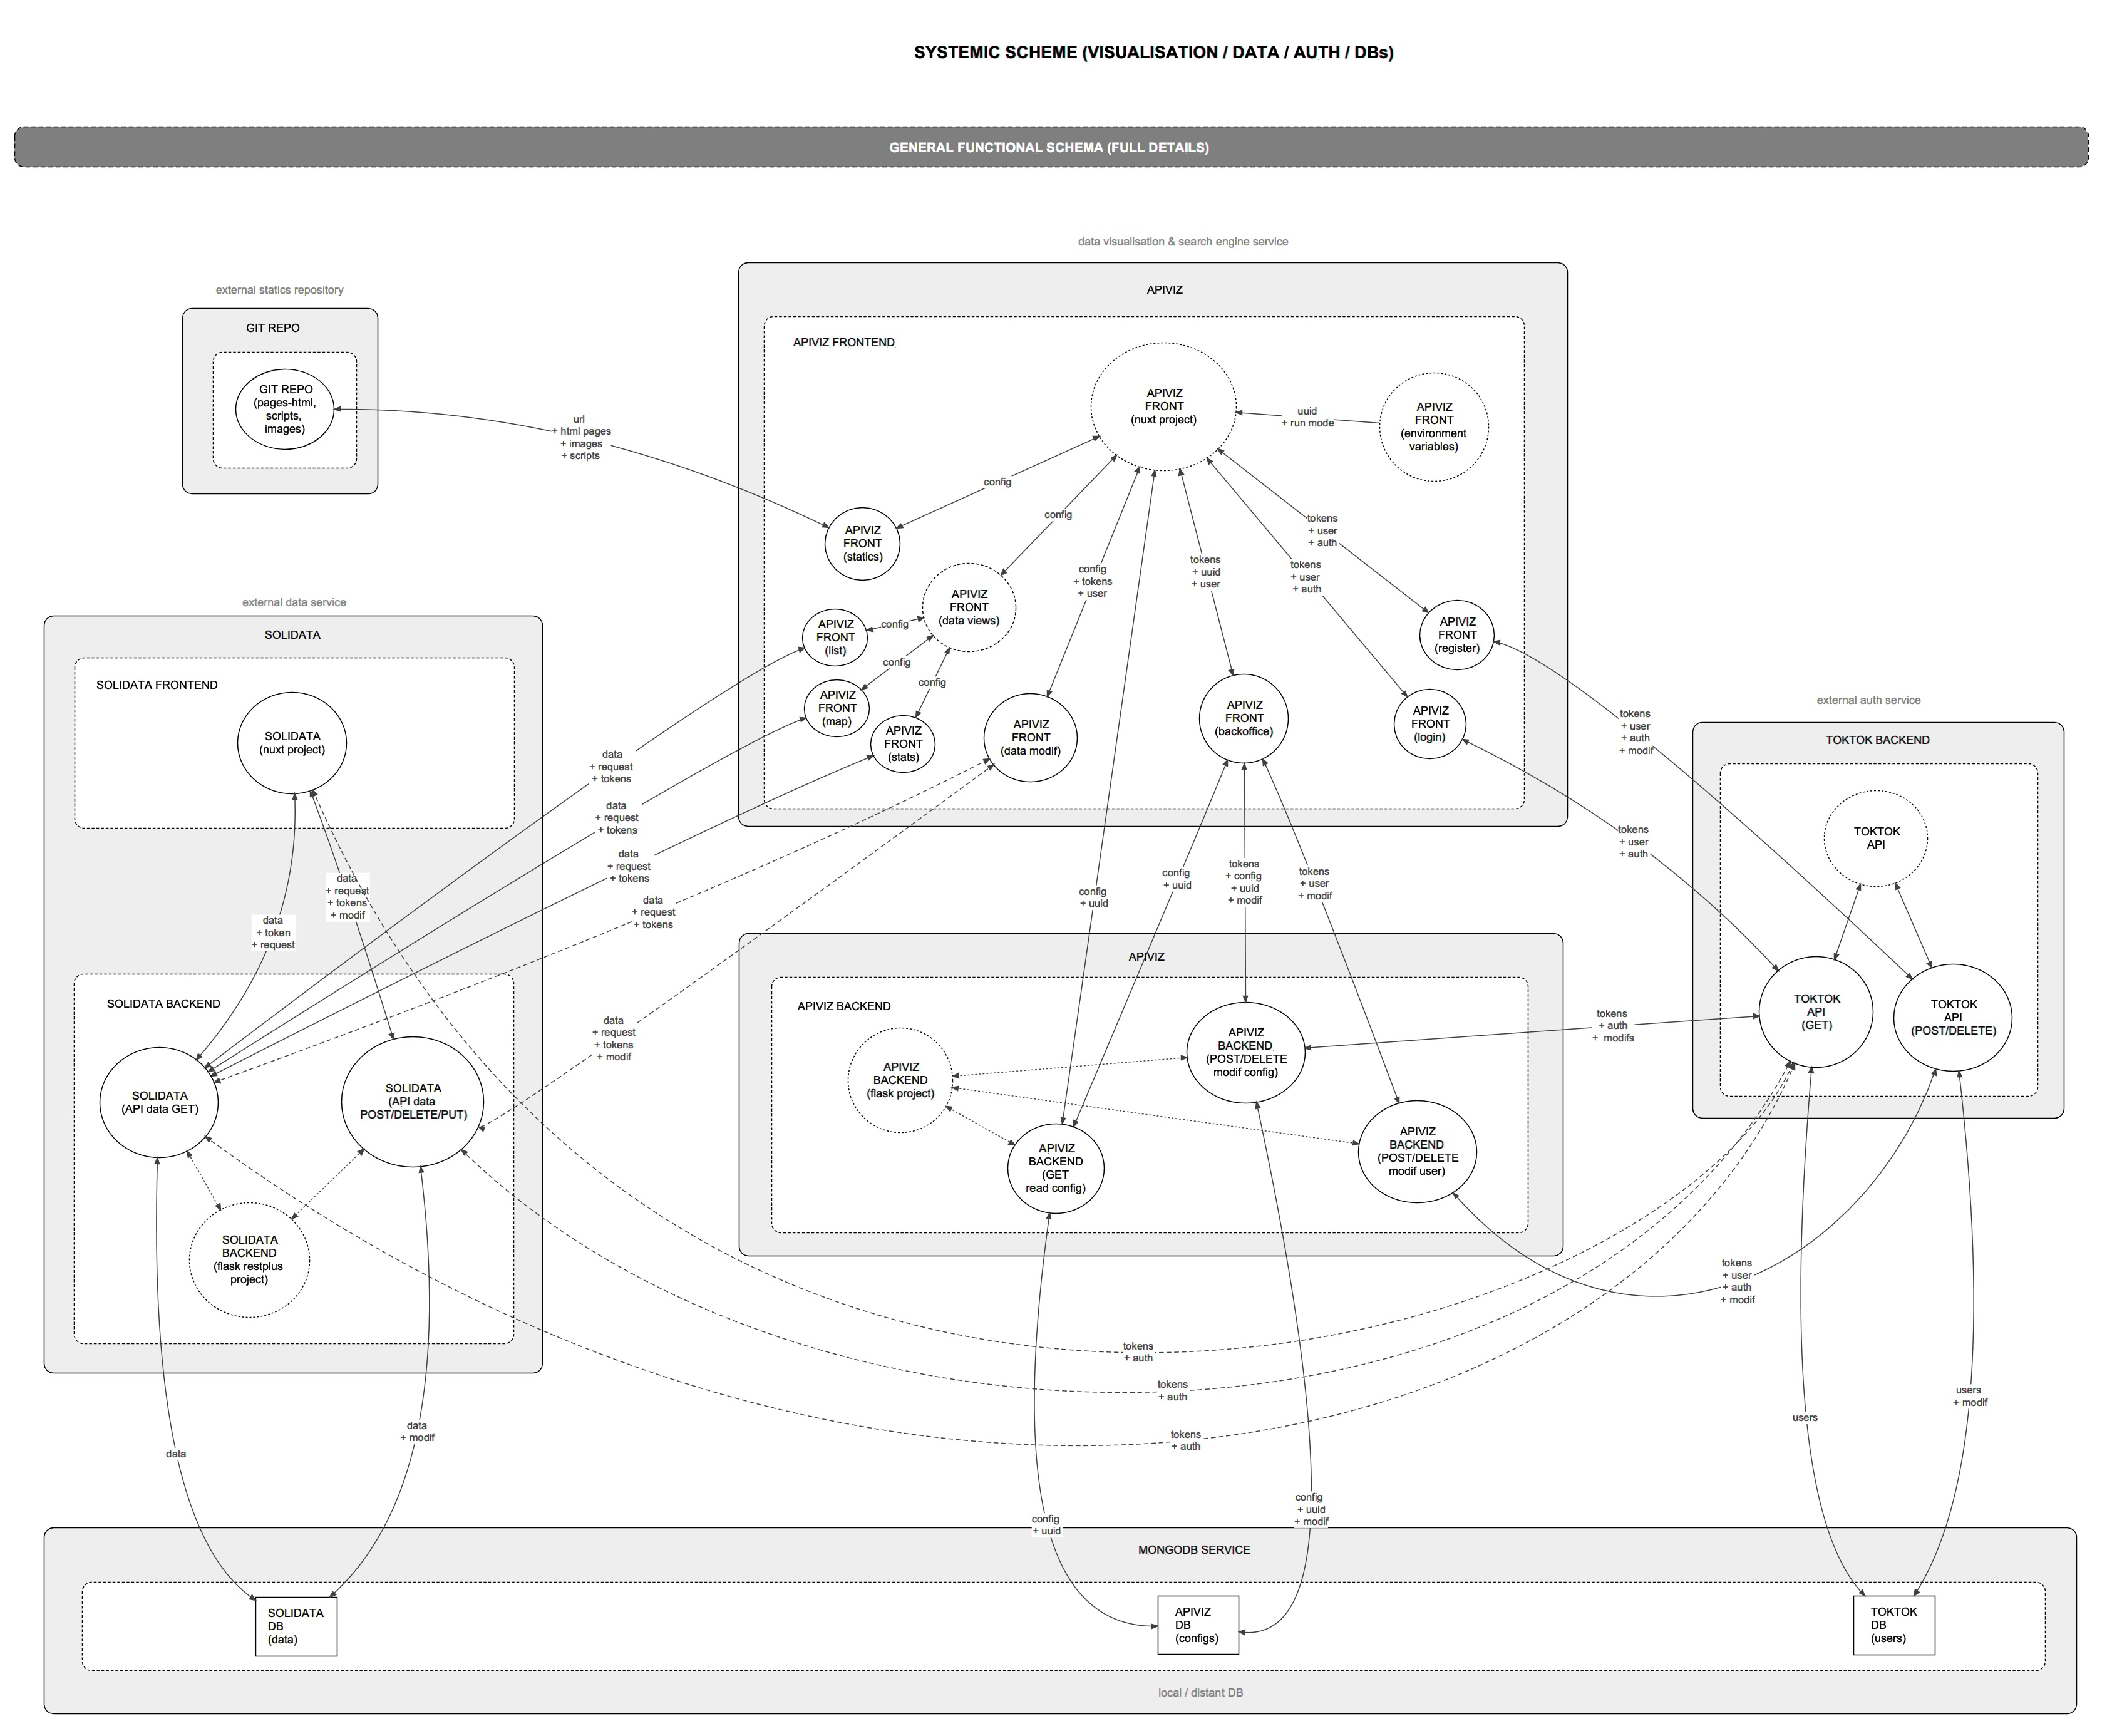 SYSTEMIC SCHEME (VISUALISATION / DATA / AUTH / DBs)
GENERAL FUNCTIONAL SCHEMA (FULL DETAILS)
data visualisation & search engine service
external statics repository
GIT REPO
GIT REPO
(pages-html,
scripts,
images)
url
+ html pages
+ images
+ scripts
APIVIZ
APIVIZ FRONTEND
APIVIZ
FRONT
(nuxt project)
uuid
+ run mode
APIVIZ
FRONT
(environment
variables)
config
config
config
+ tokens
+ user
tokens
+ uuid
+ user
tokens
+ user
+ auth
tokens
+ user
+ auth
APIVIZ
FRONT
(statics)
APIVIZ
FRONT
(data views)
config
config
config
APIVIZ
FRONT
(list)
APIVIZ
FRONT
(map)
APIVIZ
FRONT
(stats)
APIVIZ
FRONT
(data modif)
APIVIZ
FRONT
(backoffice)
APIVIZ
FRONT
(register)
APIVIZ
FRONT
(login)
external data service
SOLIDATA
SOLIDATA FRONTEND
SOLIDATA
(nuxt project)
data
+ token
+ request
data
+ request
+ tokens
+ modif
data
+ request
+ tokens
data
+ request
+ tokens
data
+ request
+ tokens
data
+ request
+ tokens
data
+ request
+ tokens
+ modif
config
+ uuid
config
+ uuid
tokens
+ config
+ uuid
+ modif
tokens
+ user
+ modif
tokens
+ user
+ auth
+ modif
tokens
+ user
+ auth
external auth service
TOKTOK BACKEND
TOKTOK
API
TOKTOK
API
(GET)
TOKTOK
API
(POST/DELETE)
SOLIDATA BACKEND
SOLIDATA
(API data GET)
SOLIDATA
(API data
POST/DELETE/PUT)
SOLIDATA
BACKEND
(flask restplus
project)
APIVIZ
APIVIZ BACKEND
APIVIZ
BACKEND
(flask project)
APIVIZ
BACKEND
(POST/DELETE
modif config)
APIVIZ
BACKEND
(GET
read config)
APIVIZ
BACKEND
(POST/DELETE
modif user)
tokens
+ auth
+ modifs
tokens
+ user
+ auth
+ modif
tokens
+ auth
tokens
+ auth
tokens
+ auth
data
data
+ modif
config
+ uuid
config
+ uuid
+ modif
users
users
+ modif
MONGODB SERVICE
SOLIDATA
DB
(data)
APIVIZ
DB
(configs)
TOKTOK
DB
(users)
local / distant DB